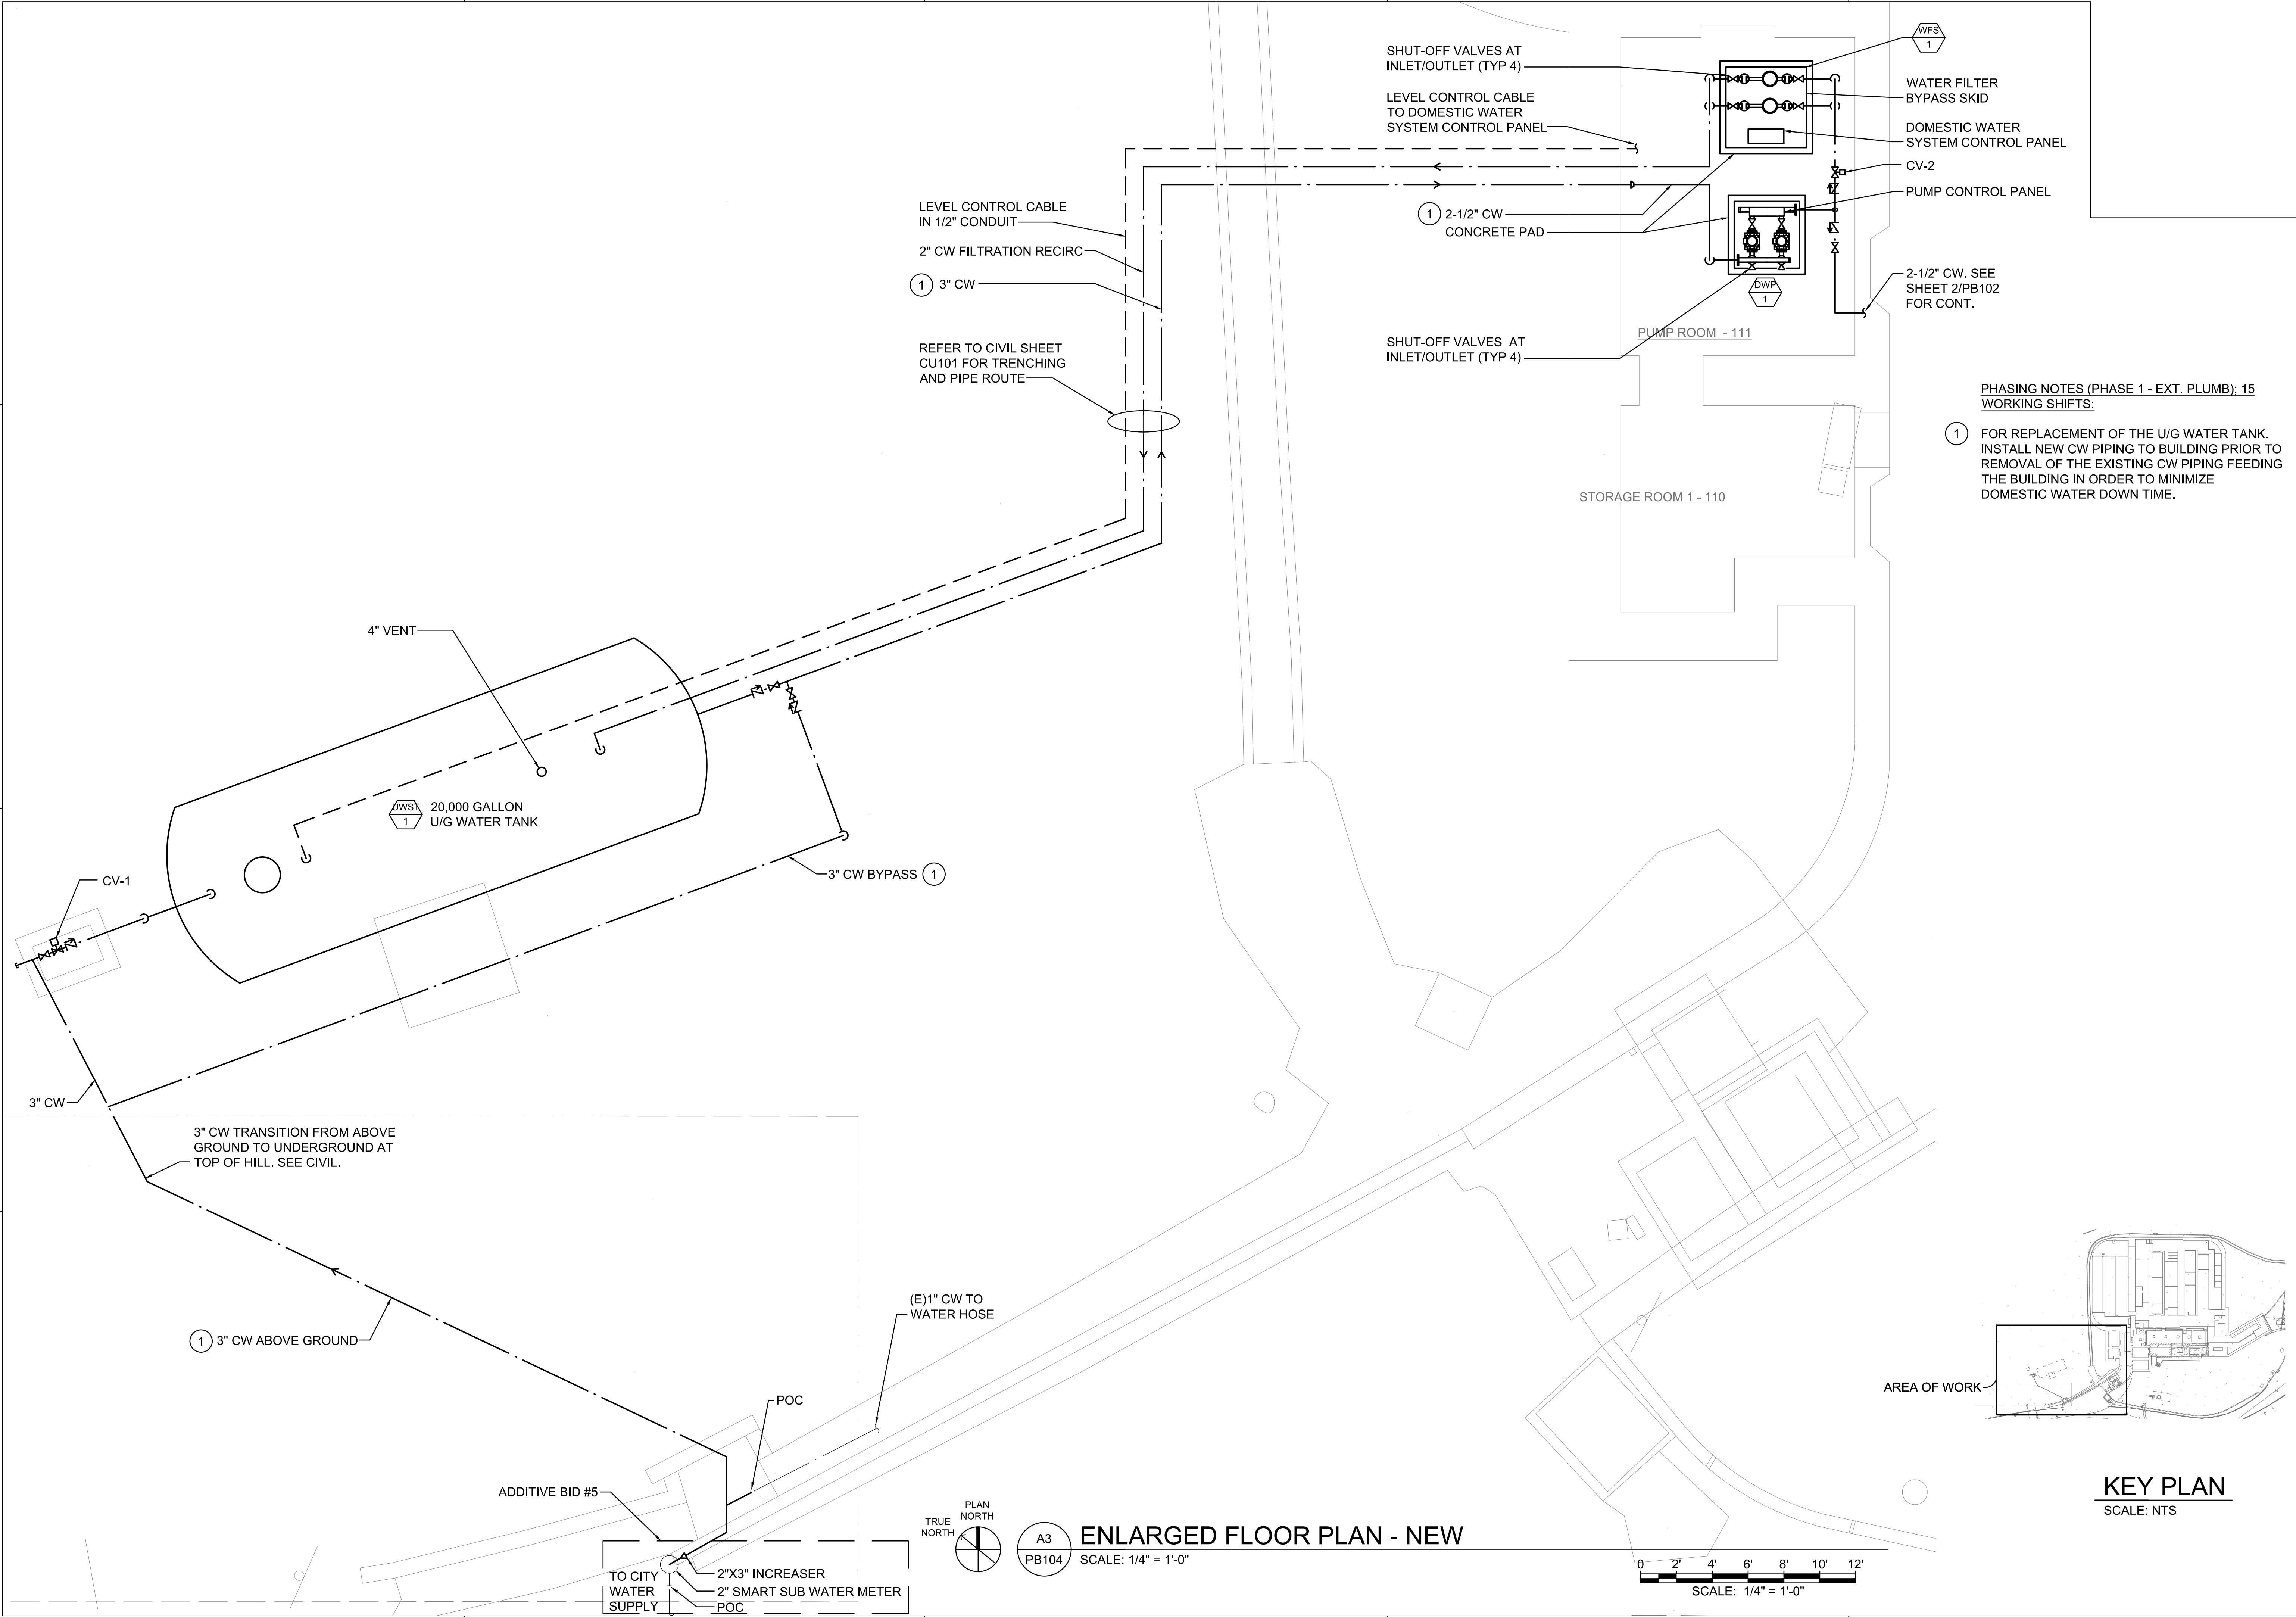 SHUT-OFF VALVES AT
INLET/OUTLET (TYP 4)
LEVEL CONTROL CABLE
TO DOMESTIC WATER
SYSTEM CONTROL PANEL
WFS
1
WATER FILTER
BYPASS SKID
DOMESTIC WATER
SYSTEM CONTROL PANEL
CV-2
PUMP CONTROL PANEL
LEVEL CONTROL CABLE
IN 1/2" CONDUIT
2" CW FILTRATION RECIRC
1 3" CW
REFER TO CIVIL SHEET
CU101 FOR TRENCHING
AND PIPE ROUTE
1 2-1/2" CW
CONCRETE PAD
DWP
1
2-1/2" CW. SEE
SHEET 2/PB102
FOR CONT.
PUMP ROOM - 111
SHUT-OFF VALVES AT
INLET/OUTLET (TYP 4)
STORAGE ROOM 1 - 110
PHASING NOTES (PHASE 1 - EXT. PLUMB); 15
WORKING SHIFTS:
1 FOR REPLACEMENT OF THE U/G WATER TANK.
INSTALL NEW CW PIPING TO BUILDING PRIOR TO
REMOVAL OF THE EXISTING CW PIPING FEEDING
THE BUILDING IN ORDER TO MINIMIZE
DOMESTIC WATER DOWN TIME.
4" VENT
UWST
1
20,000 GALLON
U/G WATER TANK
CV-1
3" CW BYPASS 1
3" CW
3" CW TRANSITION FROM ABOVE
GROUND TO UNDERGROUND AT
TOP OF HILL. SEE CIVIL.
1 3" CW ABOVE GROUND
(E)1" CW TO
WATER HOSE
POC
ADDITIVE BID #5
TO CITY
WATER
SUPPLY
2"X3" INCREASER
2" SMART SUB WATER METER
POC
TRUE
NORTH
PLAN
NORTH
A3
PB104
ENLARGED FLOOR PLAN - NEW
SCALE: 1/4" = 1'-0"
0 2' 4' 6' 8' 10' 12'
SCALE: 1/4" = 1'-0"
AREA OF WORK
KEY PLAN
SCALE: NTS